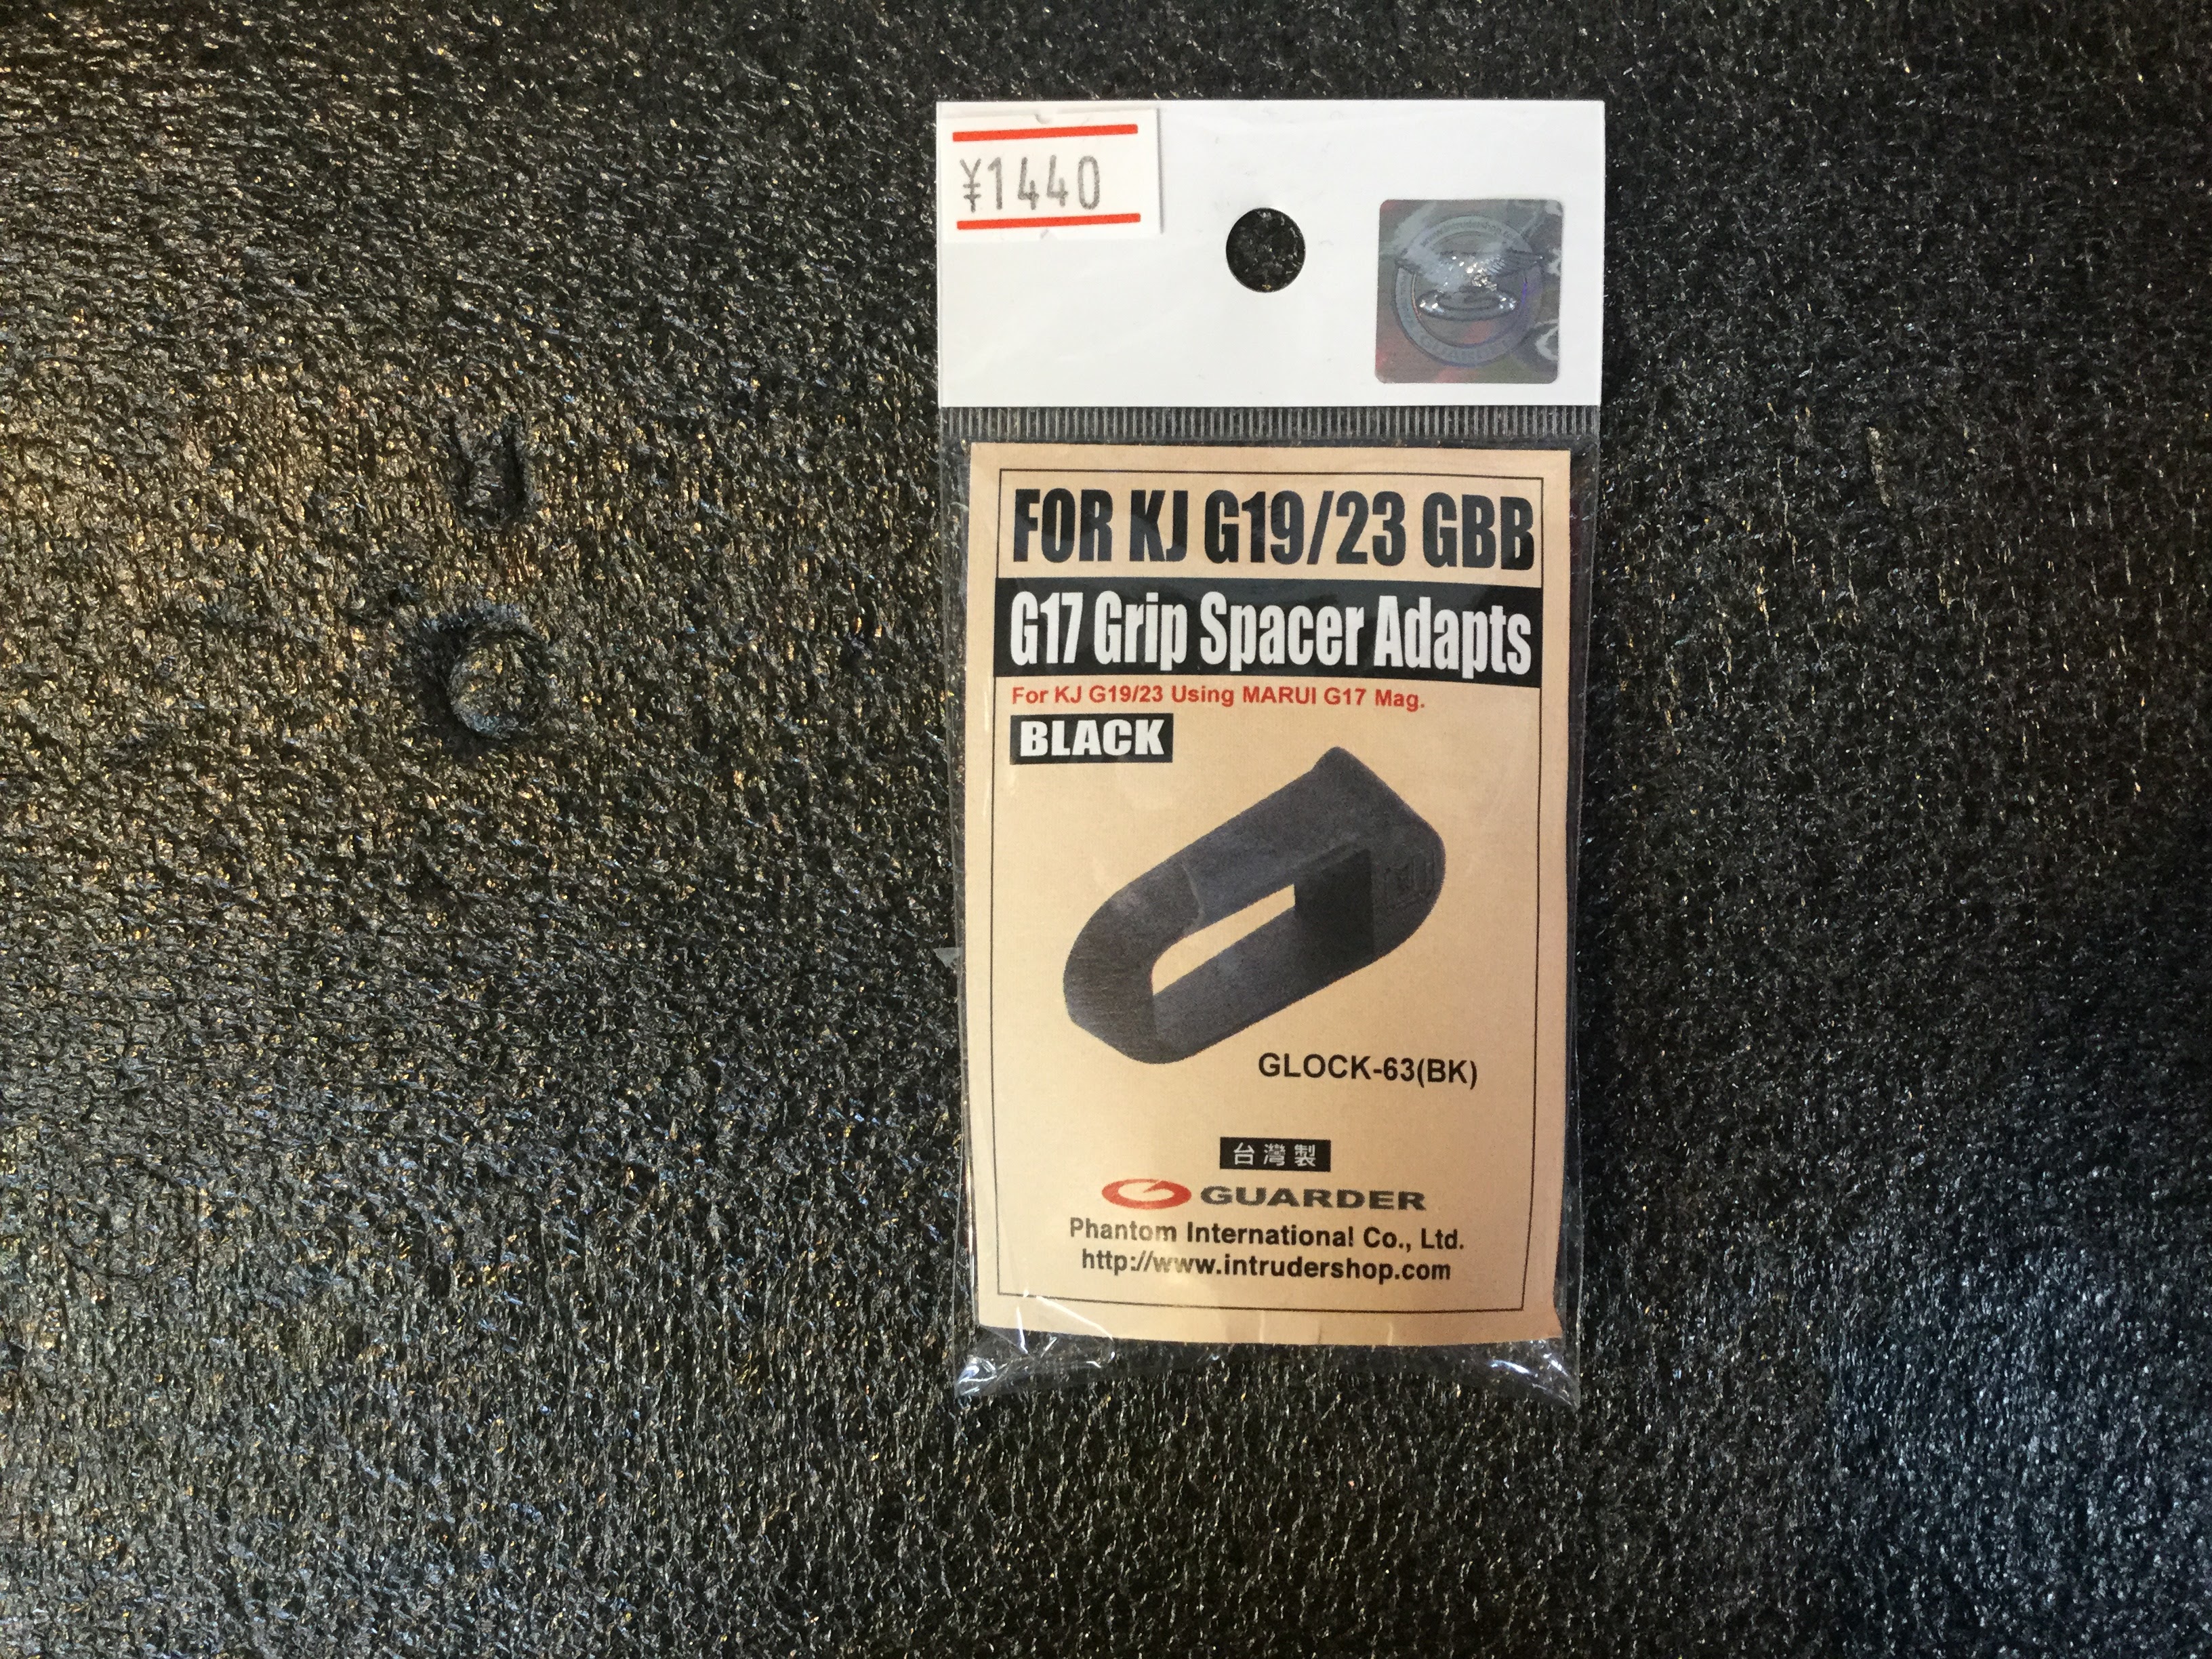 ¥1440
FOR KJ G19/23 GBB
G17 Grip Spacer Adapts
For KJ G19/23 Using MARUI G17 Mag.
BLACK
GLOCK-63(BK)
台灣製
GUARDER
Phantom International Co., Ltd.
http://www.intrudershop.com